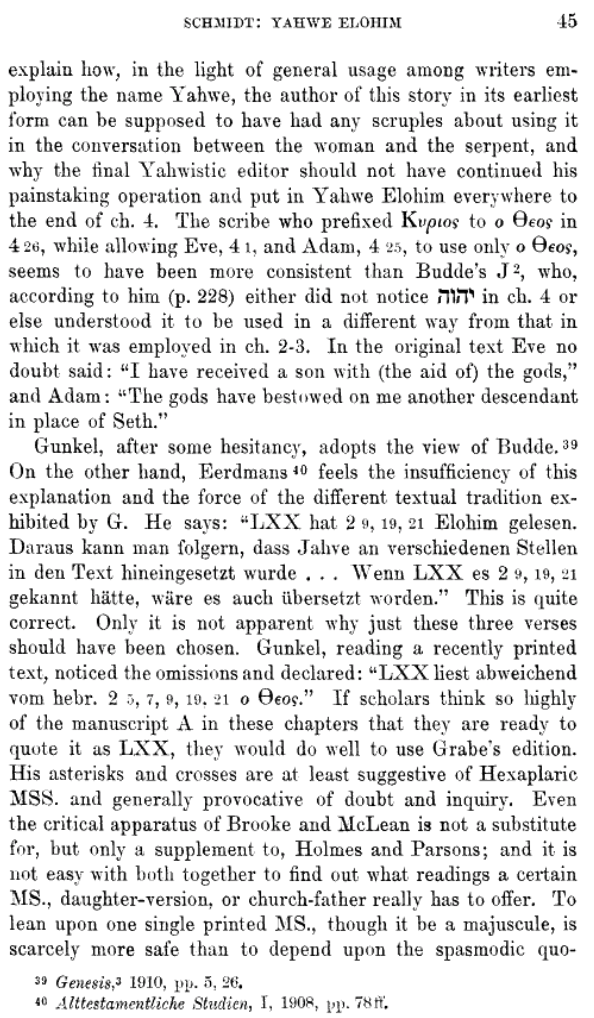 SCHMIDT: YAHWE ELOHIM 45
explain how, in the light of general usage among writers em-
ploying the name Yahwe, the author of this story in its earliest
form can be supposed to have had any scruples about using it
in the conversation between the woman and the serpent, and
why the final Yahwistic editor should not have continued his
painstaking operation and put in Yahwe Elohim everywhere to
the end of ch. 4. The scribe who prefixed Κυριος to ο Θεος in
4 26, while allowing Eve, 4 1, and Adam, 4 25, to use only ο Θεος,
seems to have been more consistent than Budde's J², who,
according to him (p. 228) either did not notice יהוה in ch. 4 or
else understood it to be used in a different way from that in
which it was employed in ch. 2-3. In the original text Eve no
doubt said: "I have received a son with (the aid of) the gods,"
and Adam: "The gods have bestowed on me another descendant
in place of Seth."
Gunkel, after some hesitancy, adopts the view of Budde.³⁹
On the other hand, Eerdmans⁴⁰ feels the insufficiency of this
explanation and the force of the different textual tradition ex-
hibited by G. He says: "LXX hat 2 9, 19, 21 Elohim gelesen.
Daraus kann man folgern, dass Jahve an verschiedenen Stellen
in den Text hineingesetzt wurde . . . Wenn LXX es 2 9, 19, 21
gekannt hätte, wäre es auch übersetzt worden." This is quite
correct. Only it is not apparent why just these three verses
should have been chosen. Gunkel, reading a recently printed
text, noticed the omissions and declared: "LXX liest abweichend
vom hebr. 2 5, 7, 9, 19, 21 ο Θεος." If scholars think so highly
of the manuscript A in these chapters that they are ready to
quote it as LXX, they would do well to use Grabe's edition.
His asterisks and crosses are at least suggestive of Hexaplaric
MSS. and generally provocative of doubt and inquiry. Even
the critical apparatus of Brooke and McLean is not a substitute
for, but only a supplement to, Holmes and Parsons; and it is
not easy with both together to find out what readings a certain
MS., daughter-version, or church-father really has to offer. To
lean upon one single printed MS., though it be a majuscule, is
scarcely more safe than to depend upon the spasmodic quo-
³⁹ Genesis,³ 1910, pp. 5, 26.
⁴⁰ Alttestamentliche Studien, I, 1908, pp. 78 ff.